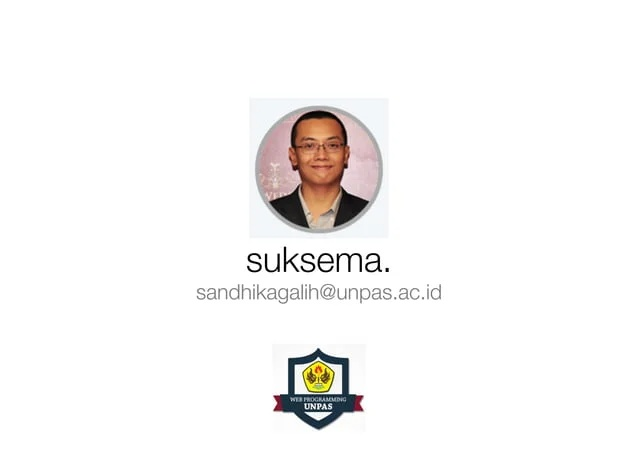 suksema.
sandhikagalih@unpas.ac.id
WEB PROGRAMMING
UNPAS